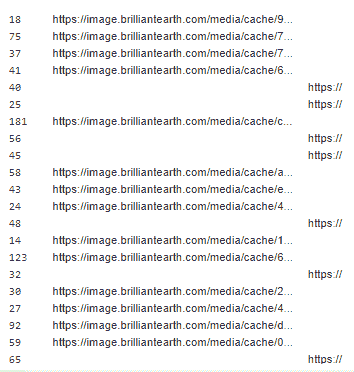 18 https://image.brilliantearth.com/media/cache/9...
75 https://image.brilliantearth.com/media/cache/7...
37 https://image.brilliantearth.com/media/cache/7...
41 https://image.brilliantearth.com/media/cache/6...
40 https://
25 https://
181 https://image.brilliantearth.com/media/cache/c...
56 https://
45 https://
58 https://image.brilliantearth.com/media/cache/a...
43 https://image.brilliantearth.com/media/cache/e...
24 https://image.brilliantearth.com/media/cache/4...
48 https://
14 https://image.brilliantearth.com/media/cache/1...
123 https://image.brilliantearth.com/media/cache/6...
32 https://
30 https://image.brilliantearth.com/media/cache/2...
27 https://image.brilliantearth.com/media/cache/4...
92 https://image.brilliantearth.com/media/cache/d...
59 https://image.brilliantearth.com/media/cache/0...
65 https://